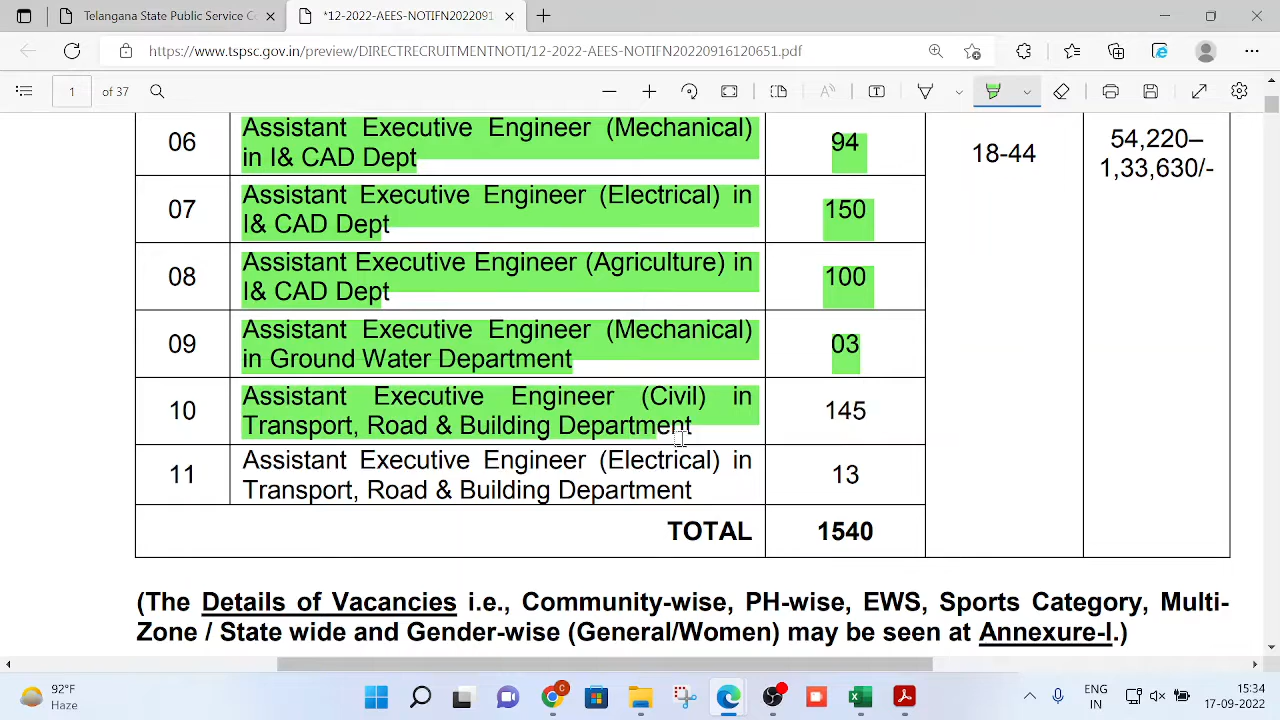 Telangana State Public Service C
*12-2022-AEES-NOTIFN2022091
https://www.tspsc.gov.in/preview/DIRECTRECRUITMENTNOTI/12-2022-AEES-NOTIFN20220916120651.pdf
1 of 37
06 Assistant Executive Engineer (Mechanical) 94 18-44 54,220–
in I& CAD Dept 1,33,630/-
07 Assistant Executive Engineer (Electrical) in 150
I& CAD Dept
08 Assistant Executive Engineer (Agriculture) in 100
I& CAD Dept
09 Assistant Executive Engineer (Mechanical) 03
in Ground Water Department
10 Assistant Executive Engineer (Civil) in 145
Transport, Road & Building Department
11 Assistant Executive Engineer (Electrical) in 13
Transport, Road & Building Department
TOTAL 1540
(The Details of Vacancies i.e., Community-wise, PH-wise, EWS, Sports Category, Multi-
Zone / State wide and Gender-wise (General/Women) may be seen at Annexure-I.)
92°F
Haze
ENG
IN
15:34
17-09-2022